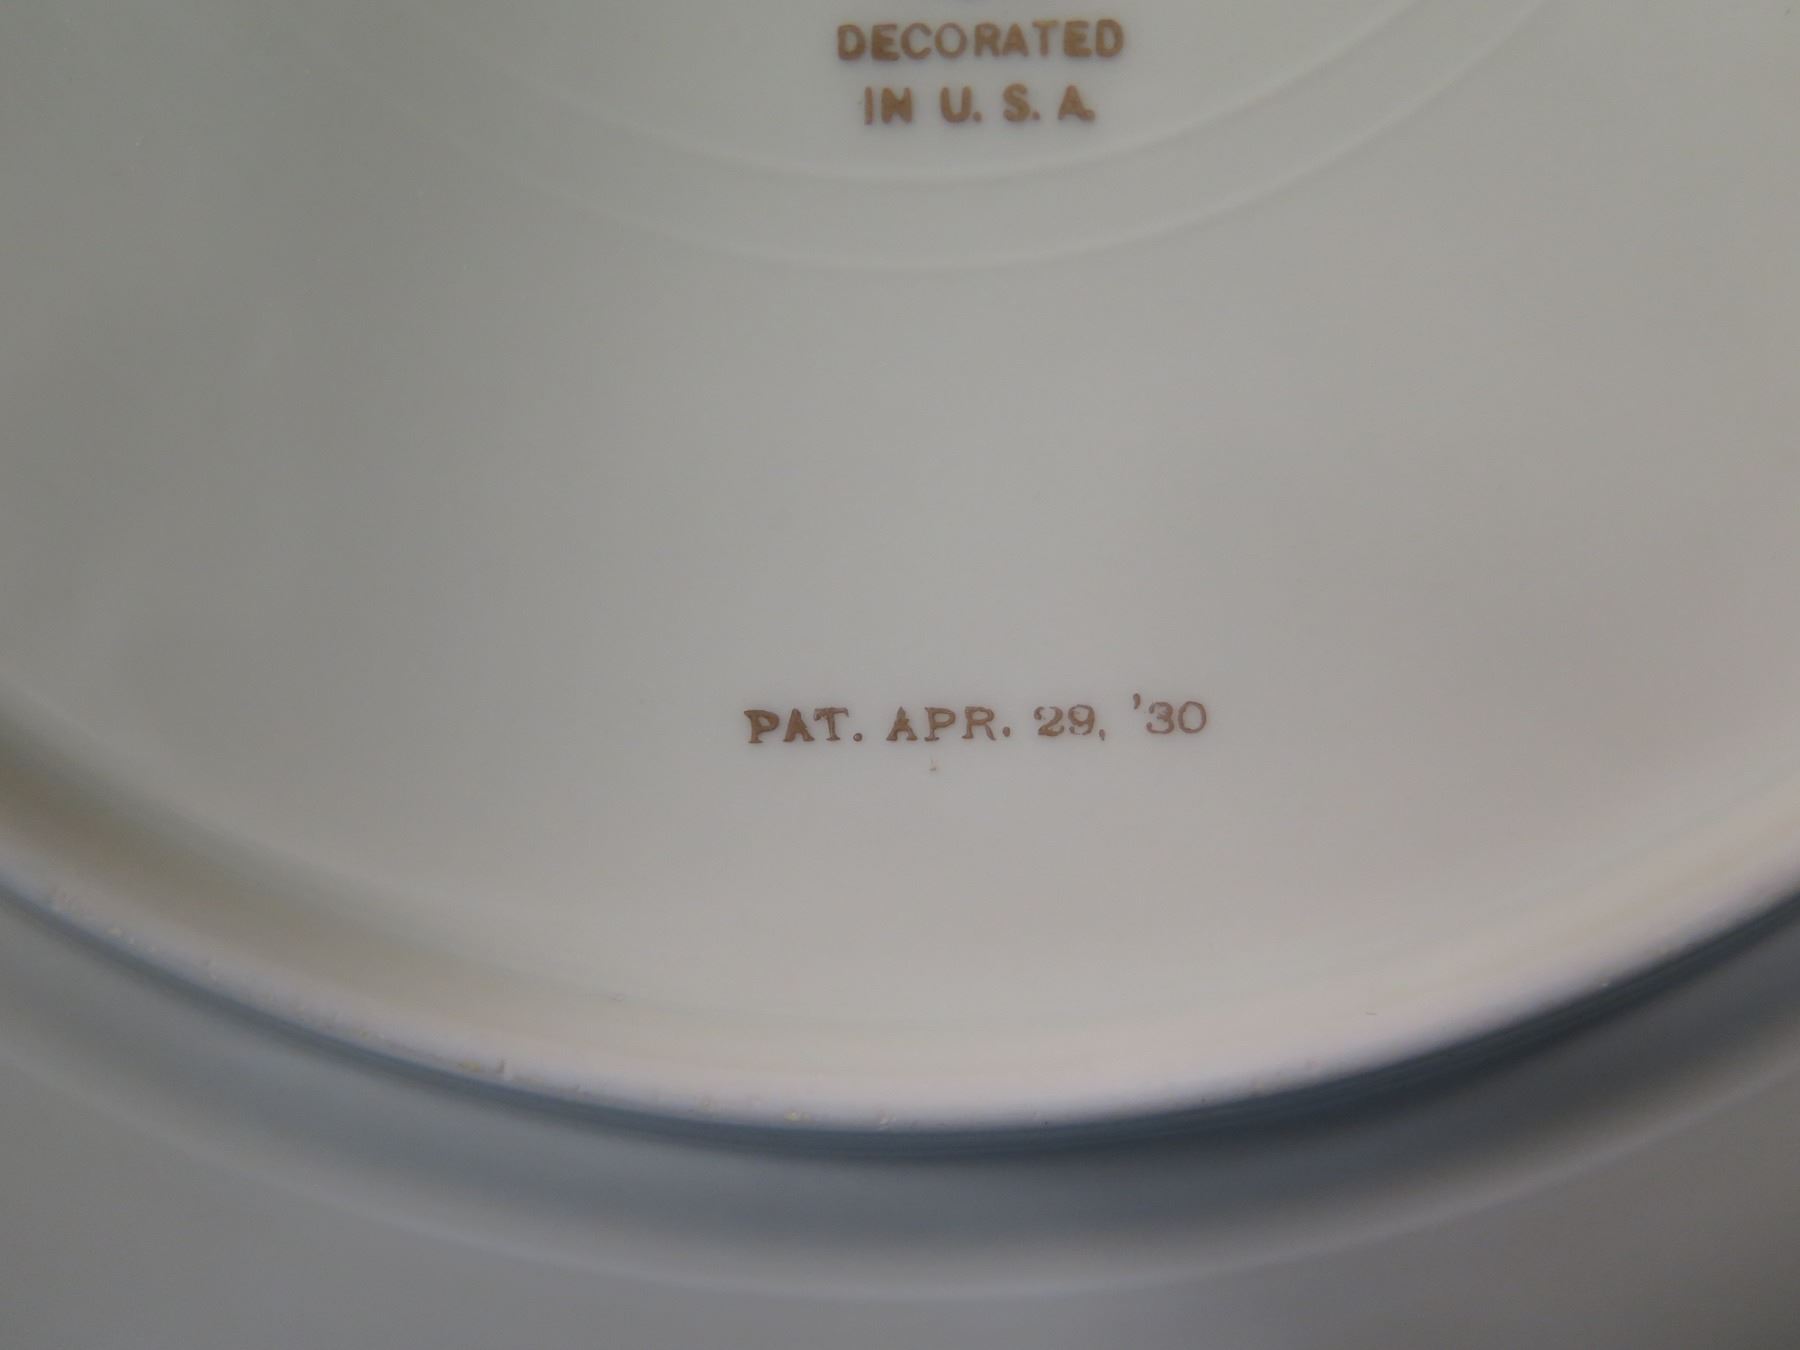 DECORATED
IN U. S. A.
PAT. APR. 29, '30